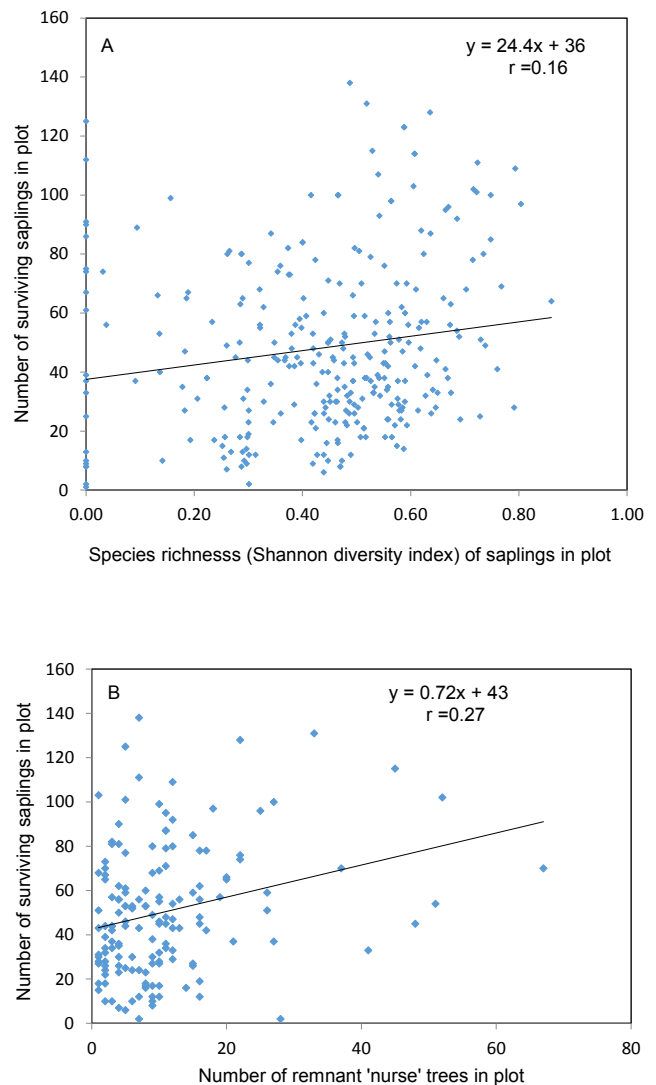 A
y = 24.4x + 36
r =0.16
160
140
120
100
80
60
40
20
0
Number of surviving saplings in plot
0.00 0.20 0.40 0.60 0.80 1.00
Species richnesss (Shannon diversity index) of saplings in plot
B
y = 0.72x + 43
r =0.27
160
140
120
100
80
60
40
20
0
Number of surviving saplings in plot
0 20 40 60 80
Number of remnant 'nurse' trees in plot